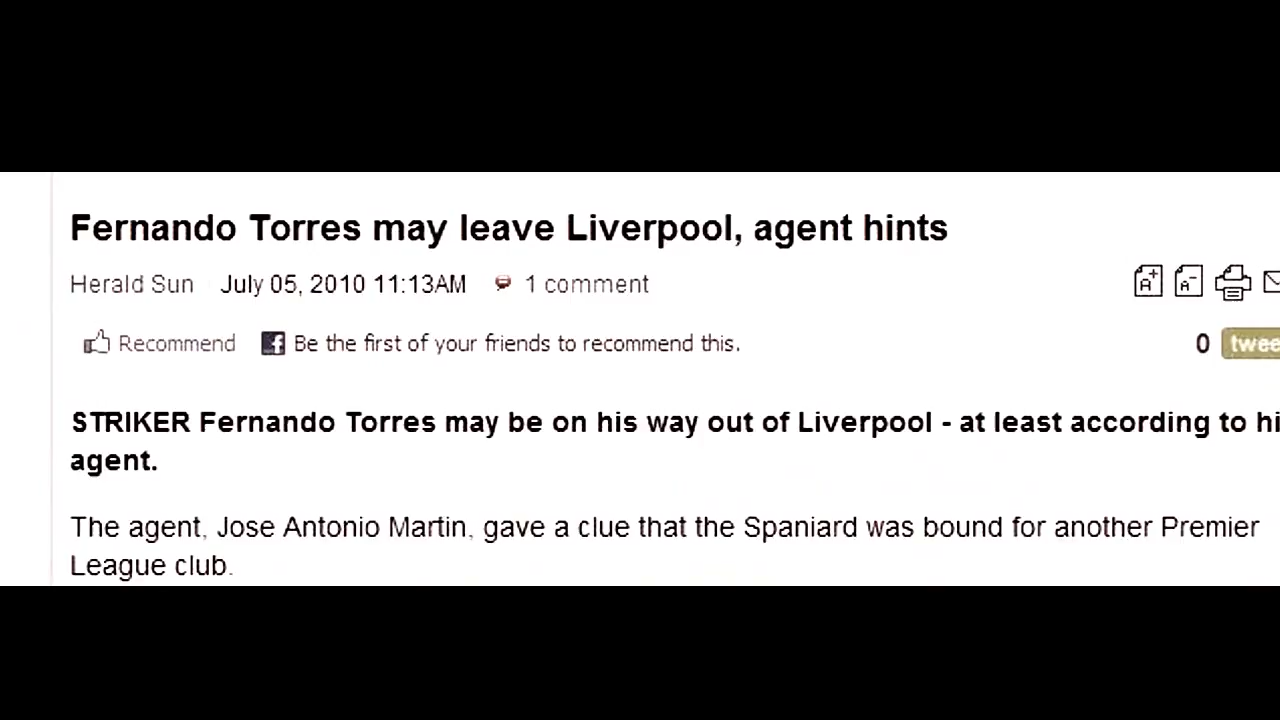 Fernando Torres may leave Liverpool, agent hints
Herald Sun July 05, 2010 11:13AM 1 comment
Recommend Be the first of your friends to recommend this. 0 twee
STRIKER Fernando Torres may be on his way out of Liverpool - at least according to hi
agent.
The agent, Jose Antonio Martin, gave a clue that the Spaniard was bound for another Premier
League club.